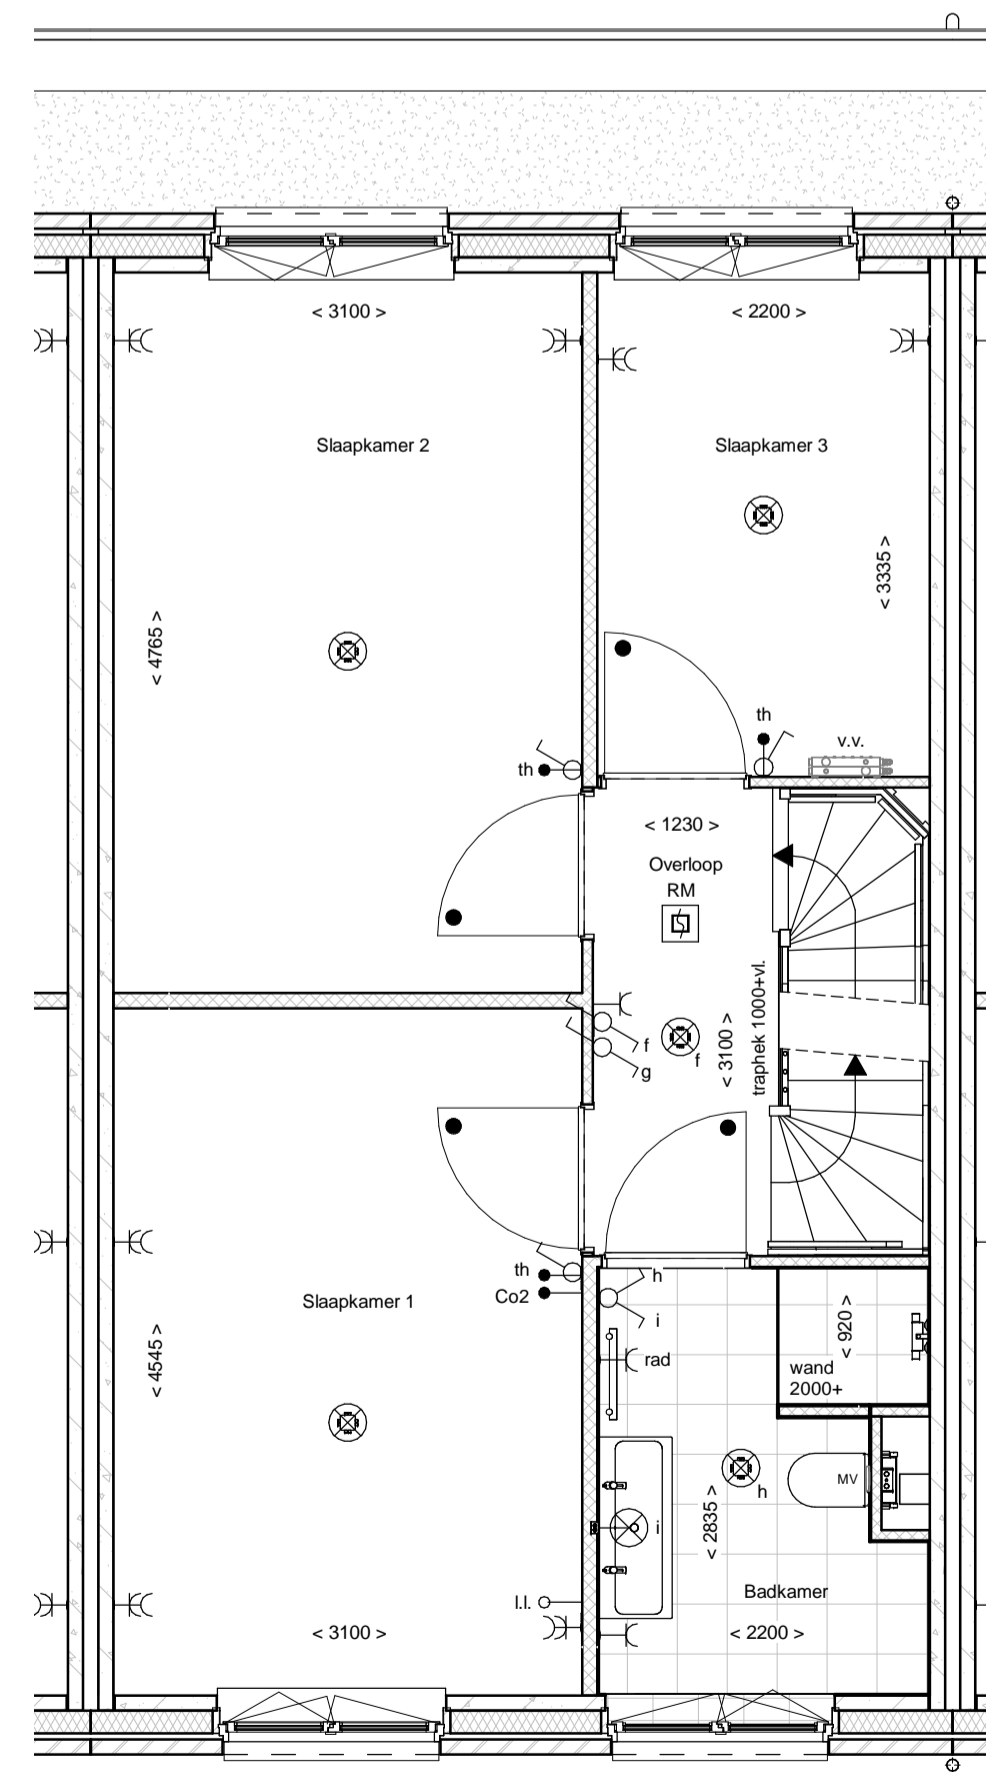 < 3100 >
< 2200 >
Slaapkamer 2
Slaapkamer 3
< 3335 >
< 4765 >
th
v.v.
th
< 1230 >
Overloop
RM
traphek 1000+vl.
< 3100 >
f
f
g
th
Co2
h
i
Slaapkamer 1
< 920 >
rad
wand
2000+
< 4545 >
MV
h
< 2835 >
i
Badkamer
l.l.
< 3100 >
< 2200 >